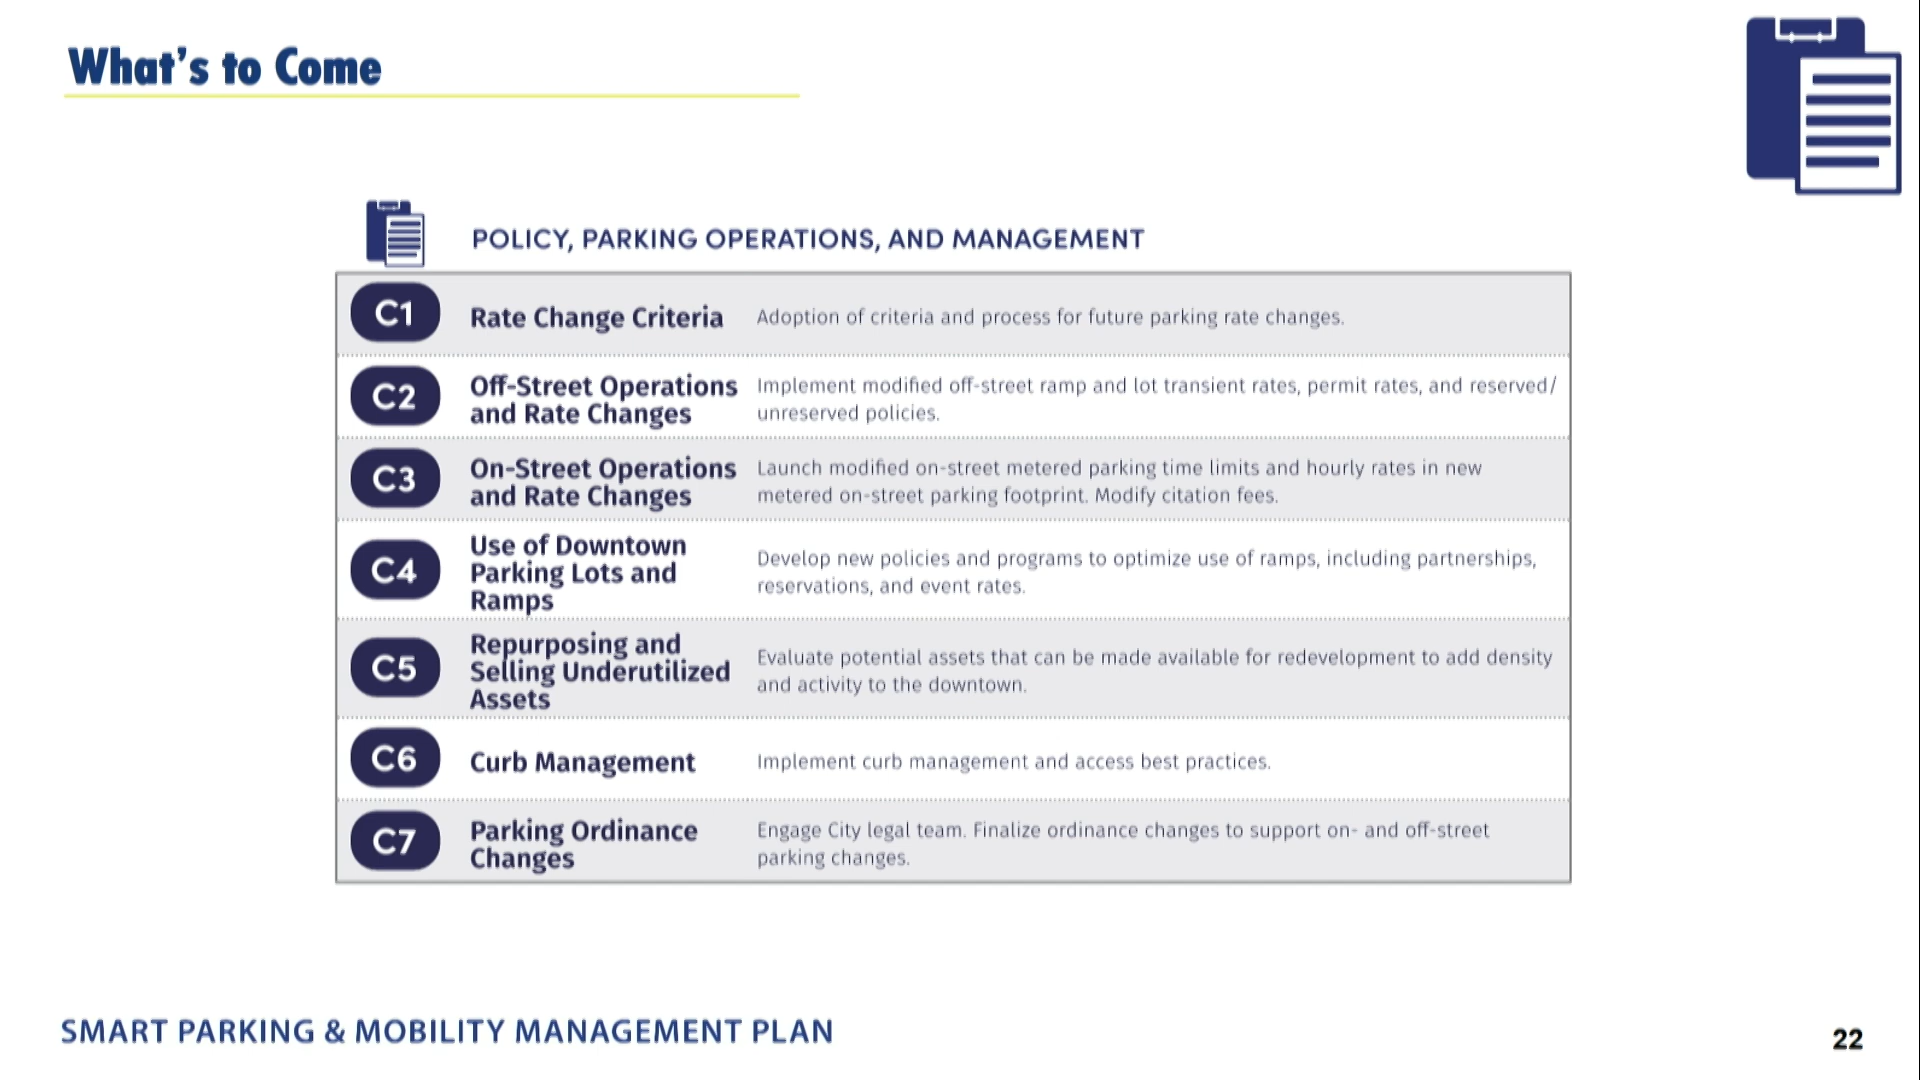 What's to Come
POLICY, PARKING OPERATIONS, AND MANAGEMENT
C1
Rate Change Criteria
Adoption of criteria and process for future parking rate changes.
C2
Off-Street Operations
and Rate Changes
Implement modified off-street ramp and lot transient rates, permit rates, and reserved/
unreserved policies.
C3
On-Street Operations
and Rate Changes
Launch modified on-street metered parking time limits and hourly rates in new
metered on-street parking footprint. Modify citation fees.
C4
Use of Downtown
Parking Lots and
Ramps
Develop new policies and programs to optimize use of ramps, including partnerships,
reservations, and event rates.
C5
Repurposing and
Selling Underutilized
Assets
Evaluate potential assets that can be made available for redevelopment to add density
and activity to the downtown.
C6
Curb Management
Implement curb management and access best practices.
C7
Parking Ordinance
Changes
Engage City legal team. Finalize ordinance changes to support on- and off-street
parking changes.
SMART PARKING & MOBILITY MANAGEMENT PLAN
22